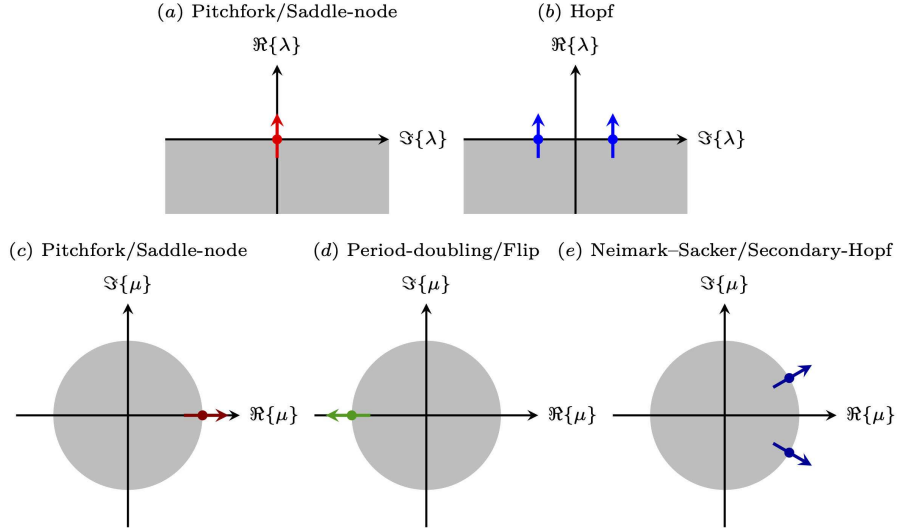 (a) Pitchfork/Saddle-node
ℜ{λ}
ℑ{λ}
(b) Hopf
ℜ{λ}
ℑ{λ}
(c) Pitchfork/Saddle-node
ℑ{μ}
ℜ{μ}
(d) Period-doubling/Flip
ℑ{μ}
ℜ{μ}
(e) Neimark–Sacker/Secondary-Hopf
ℑ{μ}
ℜ{μ}